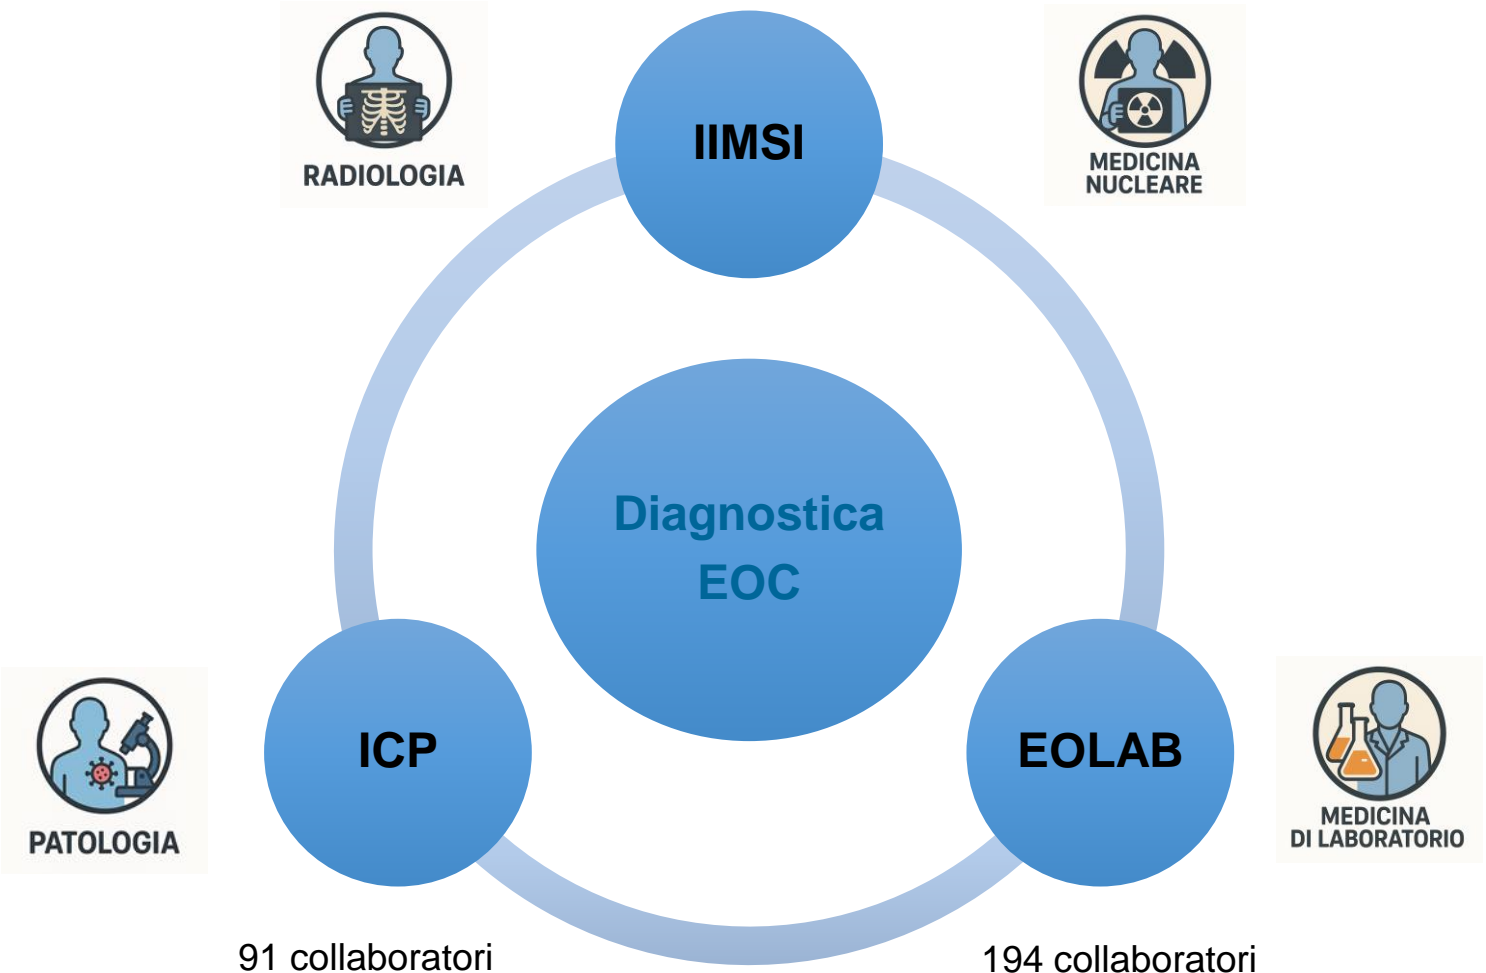 IIMSI
RADIOLOGIA
MEDICINA
NUCLEARE
Diagnostica
EOC
ICP
EOLAB
PATOLOGIA
MEDICINA
DI LABORATORIO
91 collaboratori
194 collaboratori